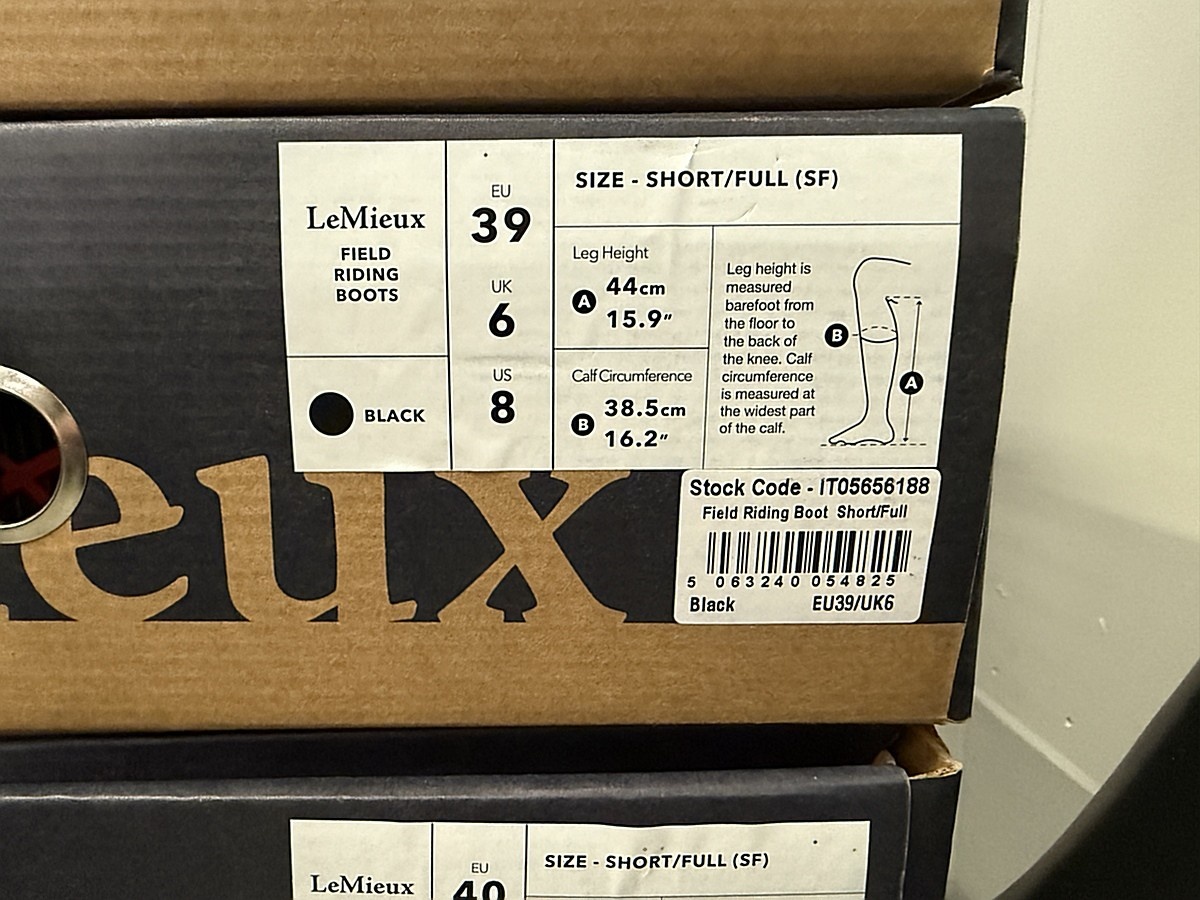 LeMieux
FIELD
RIDING
BOOTS
BLACK
EU
39
UK
6
US
8
SIZE - SHORT/FULL (SF)
Leg Height
A 44cm
15.9"
Calf Circumference
B 38.5cm
16.2"
Leg height is
measured
barefoot from
the floor to
the back of
the knee. Calf
circumference
is measured at
the widest part
of the calf.
B
A
eux
Stock Code - IT05656188
Field Riding Boot Short/Full
5 063240 054825
Black EU39/UK6
LeMieux
EU
40
SIZE - SHORT/FULL (SF)